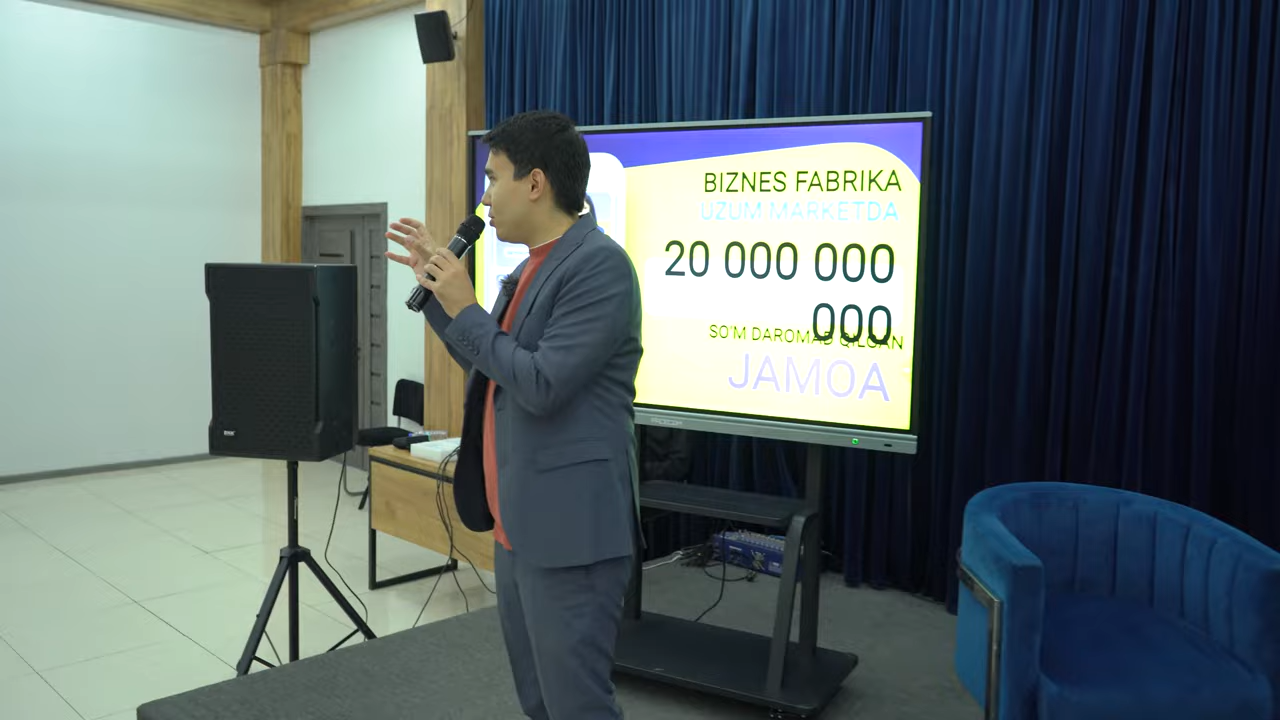 BIZNES FABRIKA
UZUM MARKETDA
20 000 000
000
SO'M DAROMAD QILGAN
JAMOA